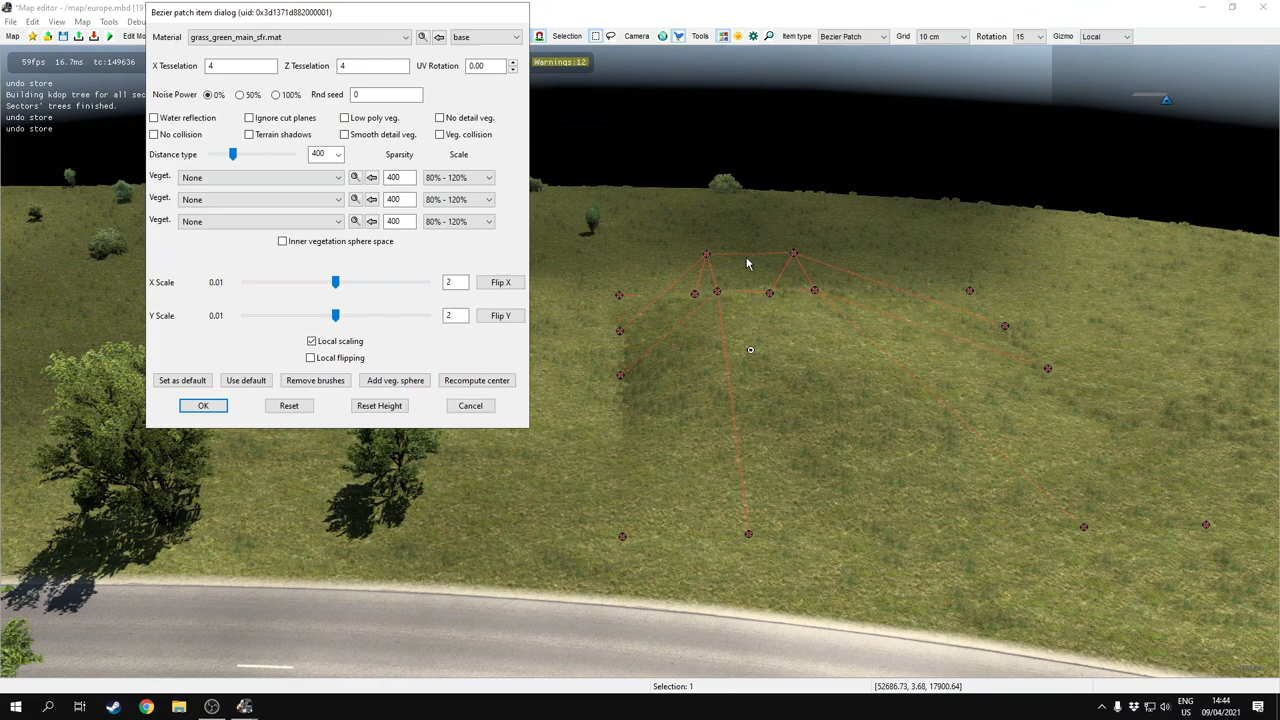 *Map editor - /map/europe.mbd [19
Bezier patch item dialog (uid: 0x3d1371d882000001)
File Edit View Map Tools Debu
Map Edit Mo
Material grass_green_main_sfr.mat base
Selection Camera Tools Item type Bezier Patch Grid 10 cm Rotation 15 Gizmo Local
59fps 16.7ms tc:149636
Warnings:12
X Tesselation 4 Z Tesselation 4 UV Rotation 0.00
undo store
Building kdop tree for all sec
Sectors' trees finished.
undo store
undo store
Noise Power 0% 50% 100% Rnd seed 0
Water reflection Ignore cut planes Low poly veg. No detail veg.
No collision Terrain shadows Smooth detail veg. Veg. collision
Distance type 400 Sparsity Scale
Veget. None 400 80% - 120%
Veget. None 400 80% - 120%
Veget. None 400 80% - 120%
Inner vegetation sphere space
X Scale 0.01 2 Flip X
Y Scale 0.01 2 Flip Y
Local scaling
Local flipping
Set as default Use default Remove brushes Add veg. sphere Recompute center
OK Reset Reset Height Cancel
Selection: 1 [52686.73, 3.68, 17900.64]
ENG
US
14:44
09/04/2021